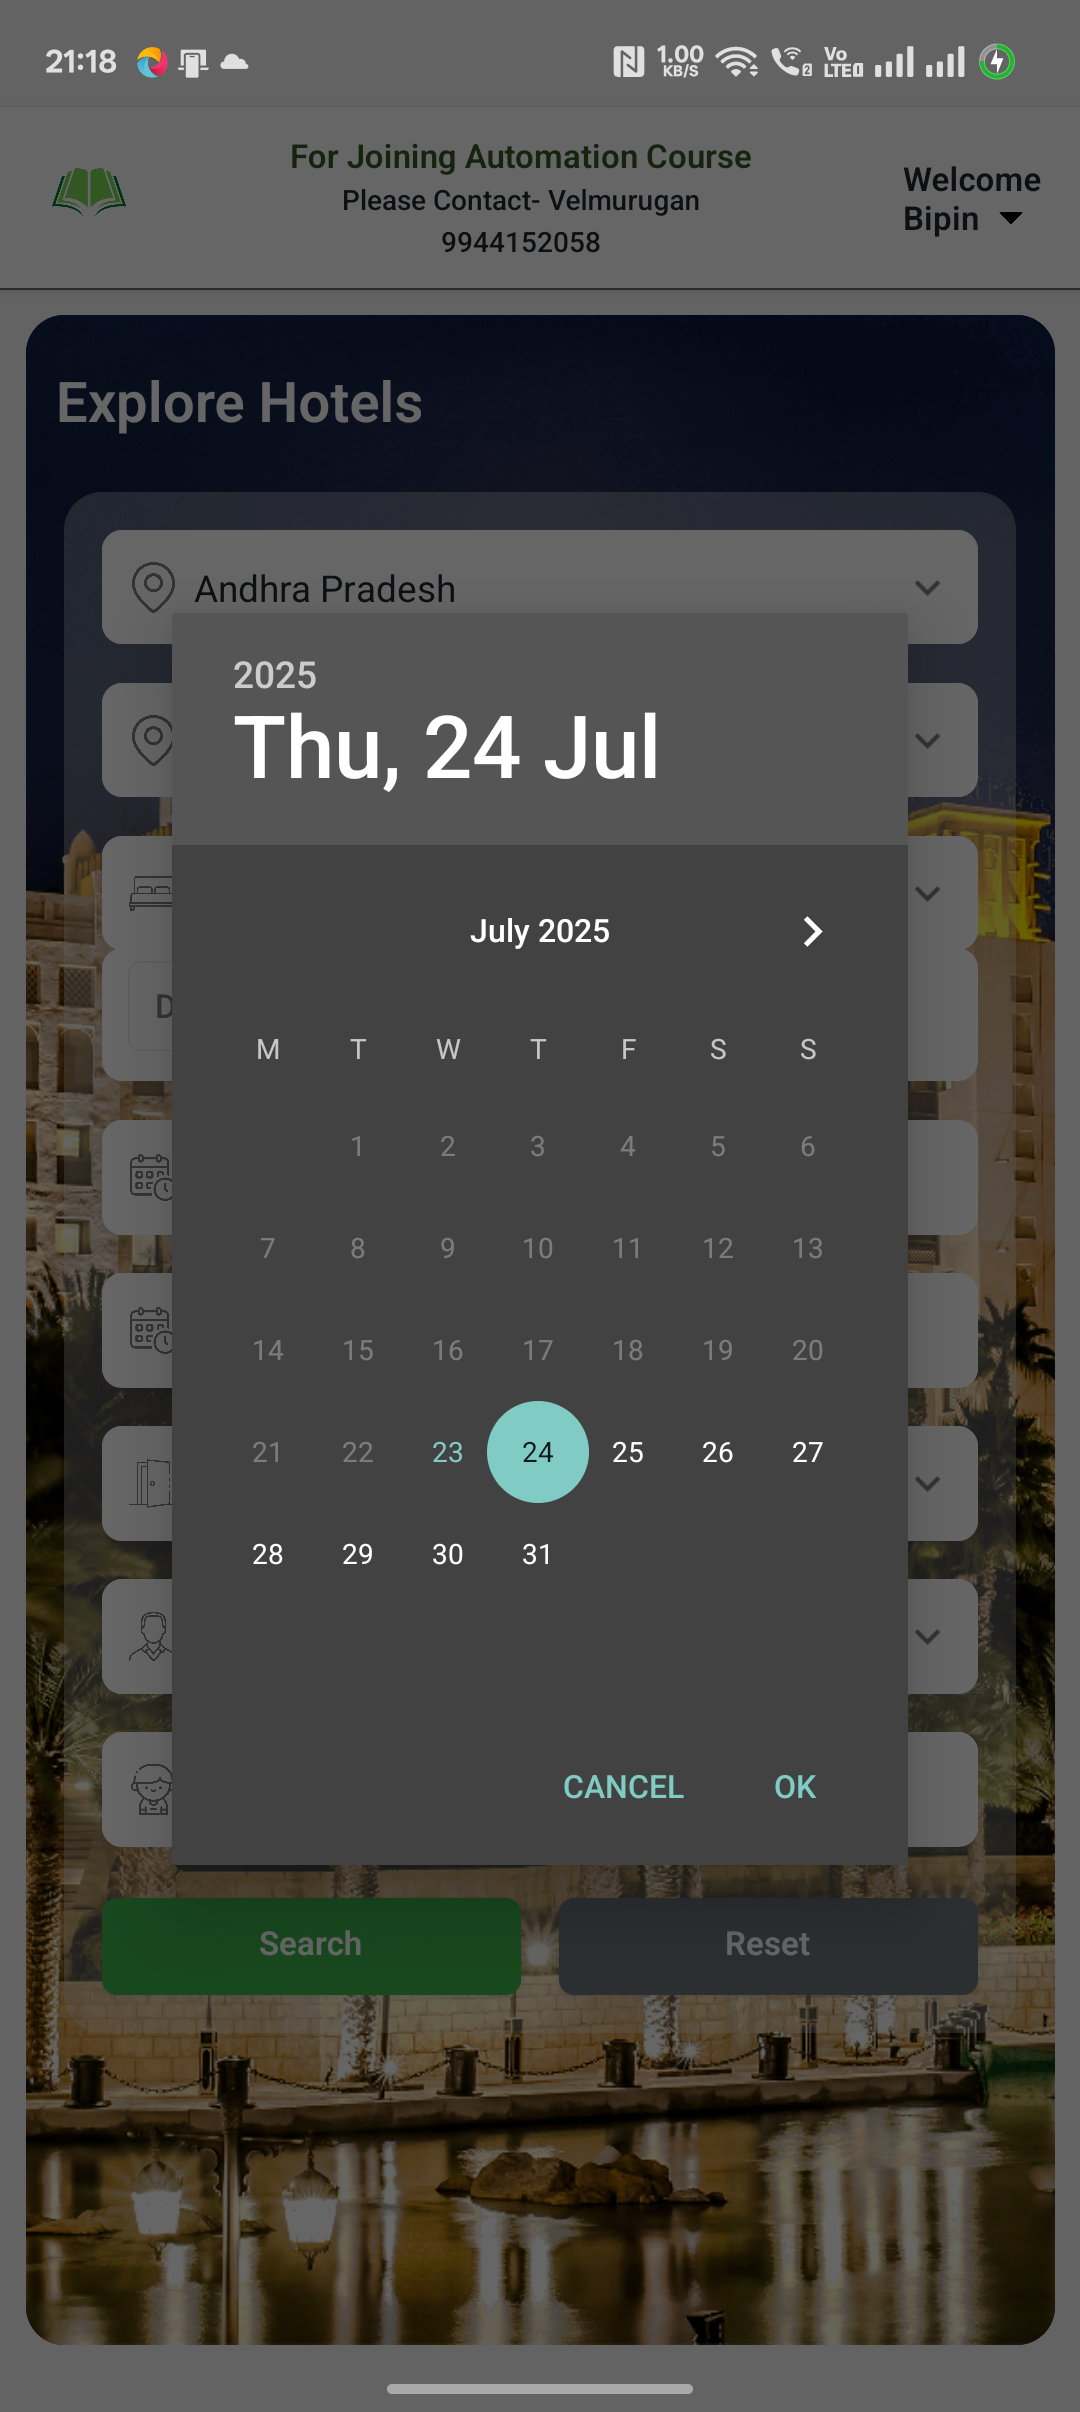 21:18
1.00
KB/S
2
Vo
LTE
For Joining Automation Course
Please Contact- Velmurugan
9944152058
Welcome
Bipin
Explore Hotels
Andhra Pradesh
2025
Thu, 24 Jul
July 2025
M T W T F S S
1 2 3 4 5 6
7 8 9 10 11 12 13
14 15 16 17 18 19 20
21 22 23 24 25 26 27
28 29 30 31
CANCEL OK
Search Reset